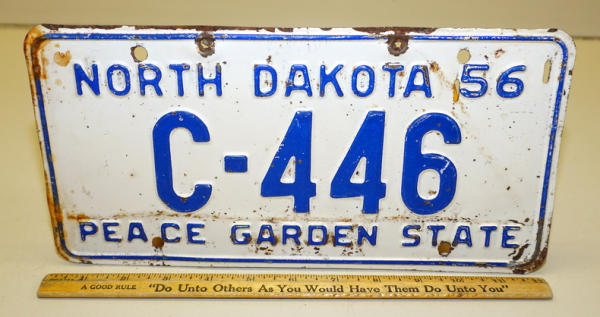 NORTH DAKOTA 56
C-446
PEACE GARDEN STATE
A GOOD RULE "Do Unto Others As You Would Have Them Do Unto You"